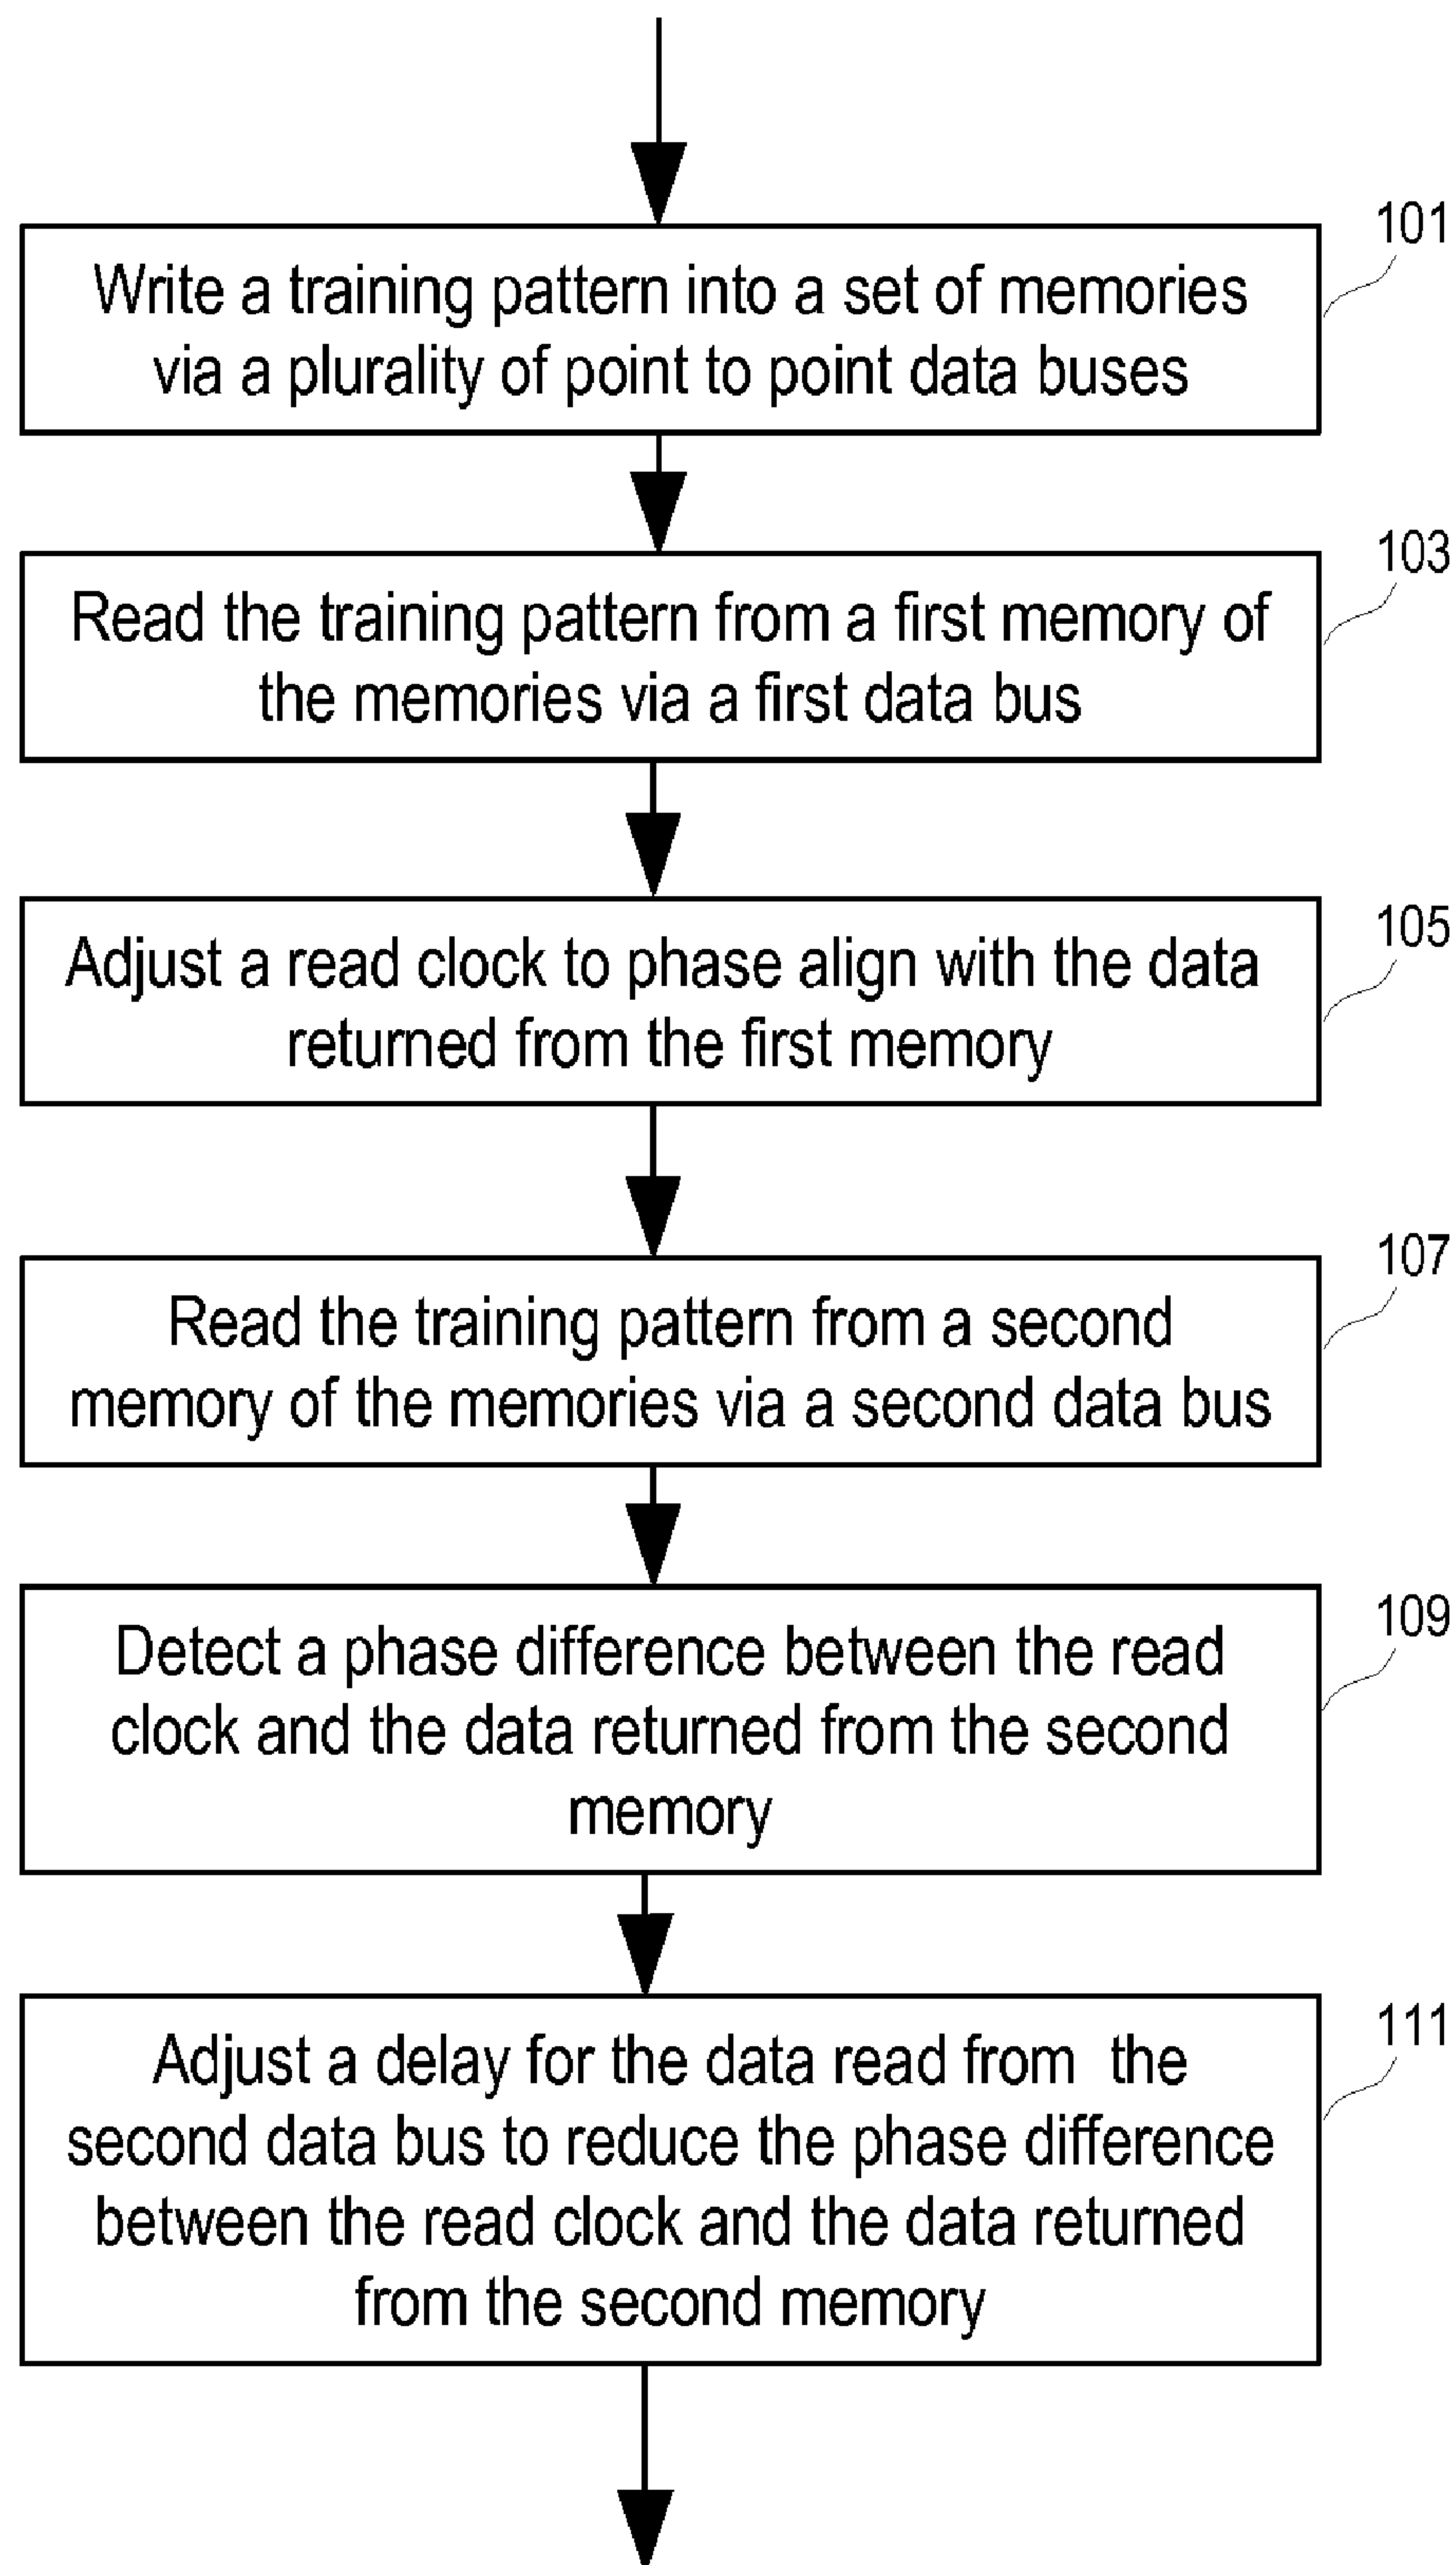 101
Write a training pattern into a set of memories
via a plurality of point to point data buses
103
Read the training pattern from a first memory of
the memories via a first data bus
105
Adjust a read clock to phase align with the data
returned from the first memory
107
Read the training pattern from a second
memory of the memories via a second data bus
109
Detect a phase difference between the read
clock and the data returned from the second
memory
111
Adjust a delay for the data read from the
second data bus to reduce the phase difference
between the read clock and the data returned
from the second memory